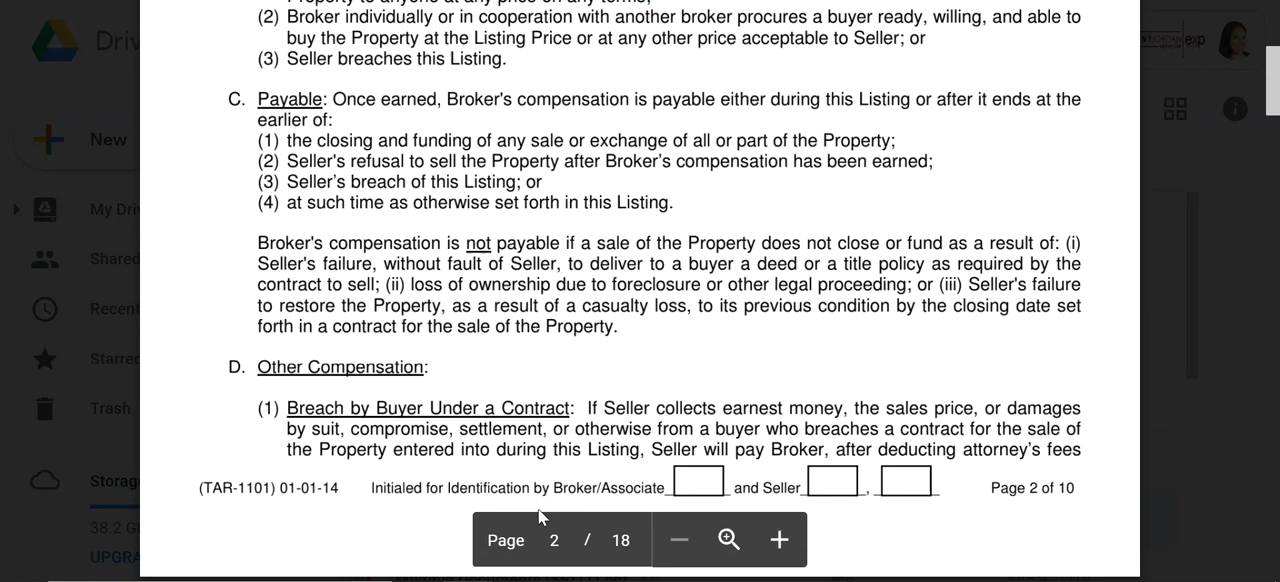 Property to anyone at any price on any terms;
(2) Broker individually or in cooperation with another broker procures a buyer ready, willing, and able to
buy the Property at the Listing Price or at any other price acceptable to Seller; or
(3) Seller breaches this Listing.
Driv
exp
C. Payable: Once earned, Broker's compensation is payable either during this Listing or after it ends at the
earlier of:
(1) the closing and funding of any sale or exchange of all or part of the Property;
New
(2) Seller's refusal to sell the Property after Broker's compensation has been earned;
(3) Seller's breach of this Listing; or
(4) at such time as otherwise set forth in this Listing.
My Driv
Broker's compensation is not payable if a sale of the Property does not close or fund as a result of: (i)
Seller's failure, without fault of Seller, to deliver to a buyer a deed or a title policy as required by the
contract to sell; (ii) loss of ownership due to foreclosure or other legal proceeding; or (iii) Seller's failure
to restore the Property, as a result of a casualty loss, to its previous condition by the closing date set
forth in a contract for the sale of the Property.
Shared
Recent
Starred
Trash
D. Other Compensation:
(1) Breach by Buyer Under a Contract: If Seller collects earnest money, the sales price, or damages
by suit, compromise, settlement, or otherwise from a buyer who breaches a contract for the sale of
the Property entered into during this Listing, Seller will pay Broker, after deducting attorney's fees
Storag
38.2 G
UPGRA
(TAR-1101) 01-01-14 Initialed for Identification by Broker/Associate and Seller , Page 2 of 10
Page 2 / 18